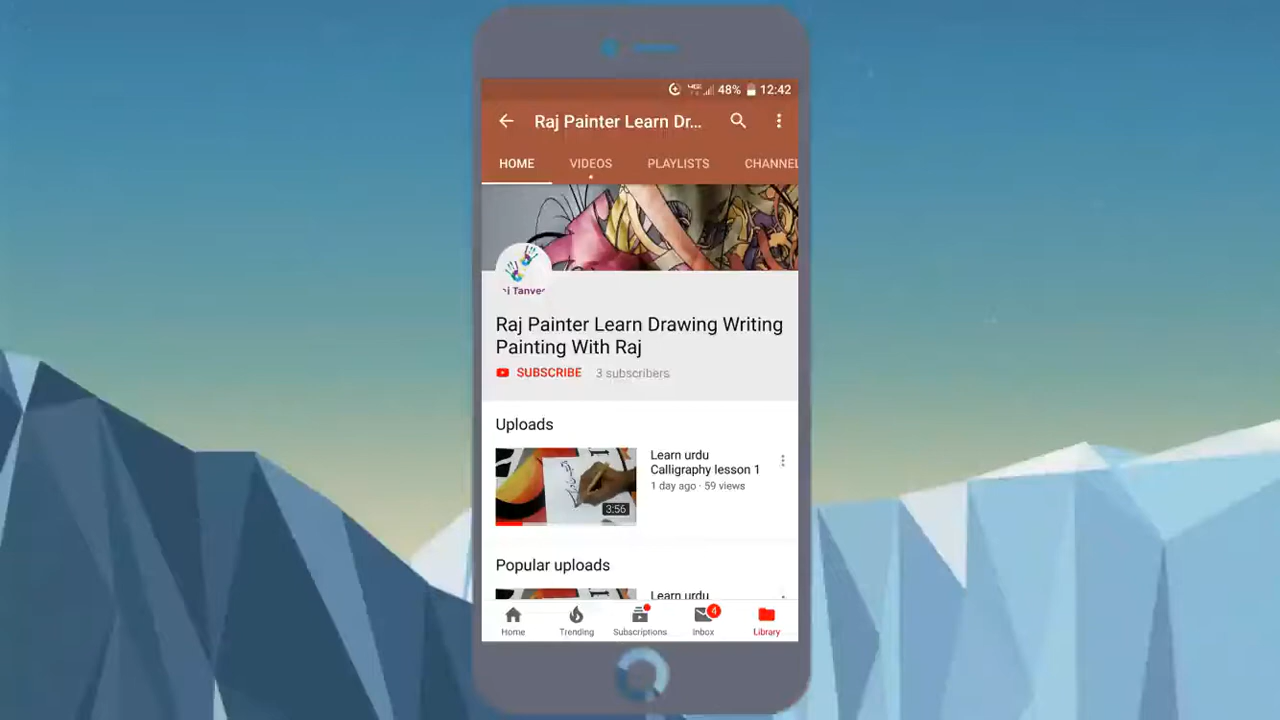 48% 12:42
Raj Painter Learn Dr...
HOME VIDEOS PLAYLISTS CHANNEL
Raj Painter Learn Drawing Writing
Painting With Raj
SUBSCRIBE 3 subscribers
Uploads
Learn urdu
Calligraphy lesson 1
1 day ago · 59 views
3:56
Popular uploads
Learn urdu
4
Home Trending Subscriptions Inbox Library